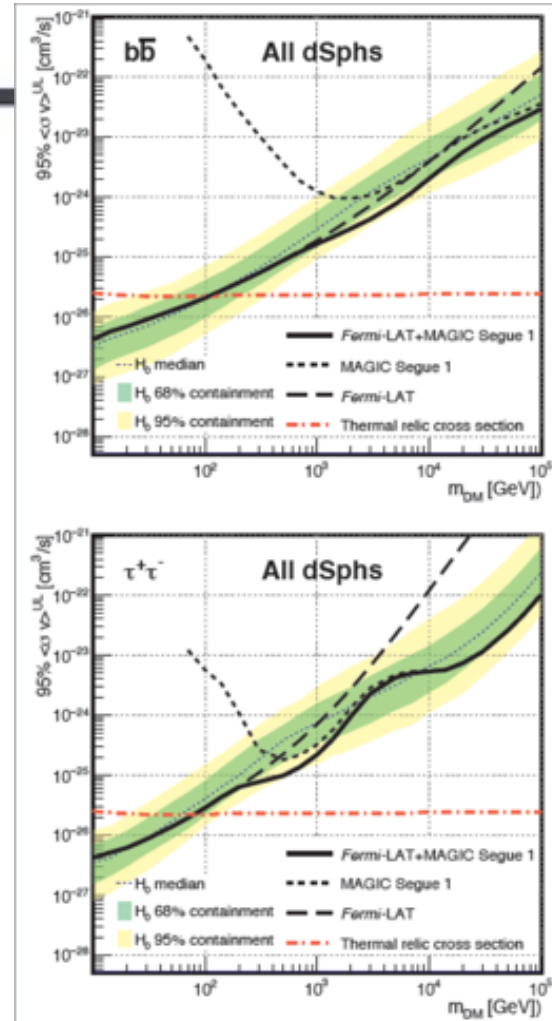 bb̅ All dSphs
95% <σ v>ᵁᴸ [cm³/s]
10⁻²¹
10⁻²²
10⁻²³
10⁻²⁴
10⁻²⁵
10⁻²⁶
10⁻²⁷
10⁻²⁸
Fermi-LAT+MAGIC Segue 1
H₀ median MAGIC Segue 1
H₀ 68% containment Fermi-LAT
H₀ 95% containment Thermal relic cross section
10² 10³ 10⁴ 10⁵
m_DM [GeV])
τ⁺τ⁻ All dSphs
95% <σ v>ᵁᴸ [cm³/s]
10⁻²¹
10⁻²²
10⁻²³
10⁻²⁴
10⁻²⁵
10⁻²⁶
10⁻²⁷
10⁻²⁸
Fermi-LAT+MAGIC Segue 1
H₀ median MAGIC Segue 1
H₀ 68% containment Fermi-LAT
H₀ 95% containment Thermal relic cross section
10² 10³ 10⁴ 10⁵
m_DM [GeV])